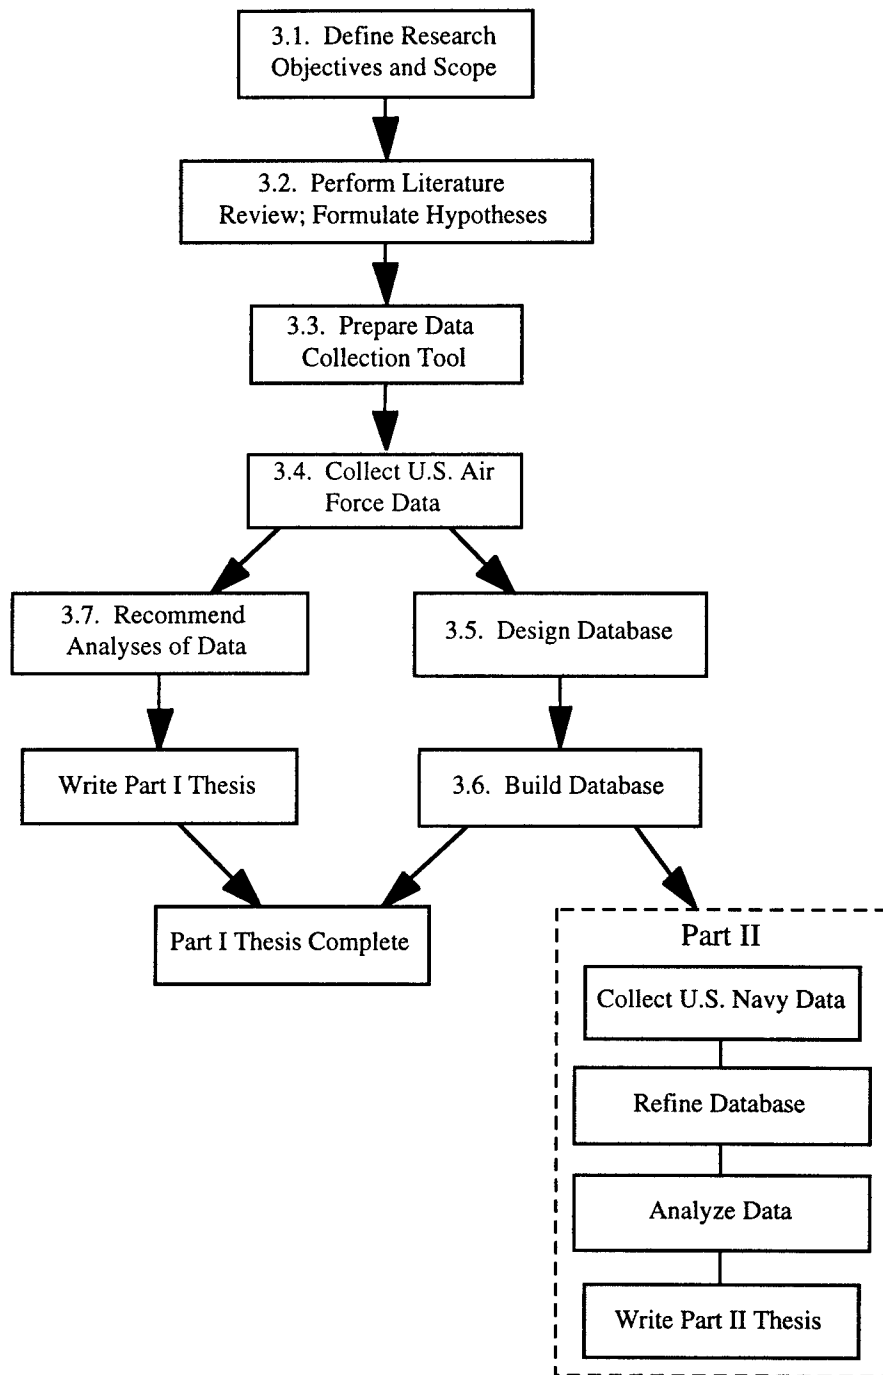 3.1. Define Research
Objectives and Scope
3.2. Perform Literature
Review; Formulate Hypotheses
3.3. Prepare Data
Collection Tool
3.4. Collect U.S. Air
Force Data
3.7. Recommend
Analyses of Data
3.5. Design Database
Write Part I Thesis
3.6. Build Database
Part I Thesis Complete
Part II
Collect U.S. Navy Data
Refine Database
Analyze Data
Write Part II Thesis